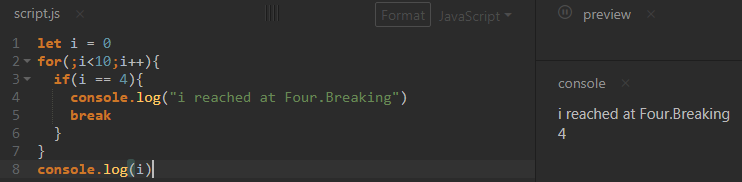 script.js × Format JavaScript preview ×
1 let i = 0
2 for(;i<10;i++){
3 if(i == 4){
4 console.log("i reached at Four.Breaking")
5 break
6 }
7 }
8 console.log(i)
console ×
i reached at Four.Breaking
4